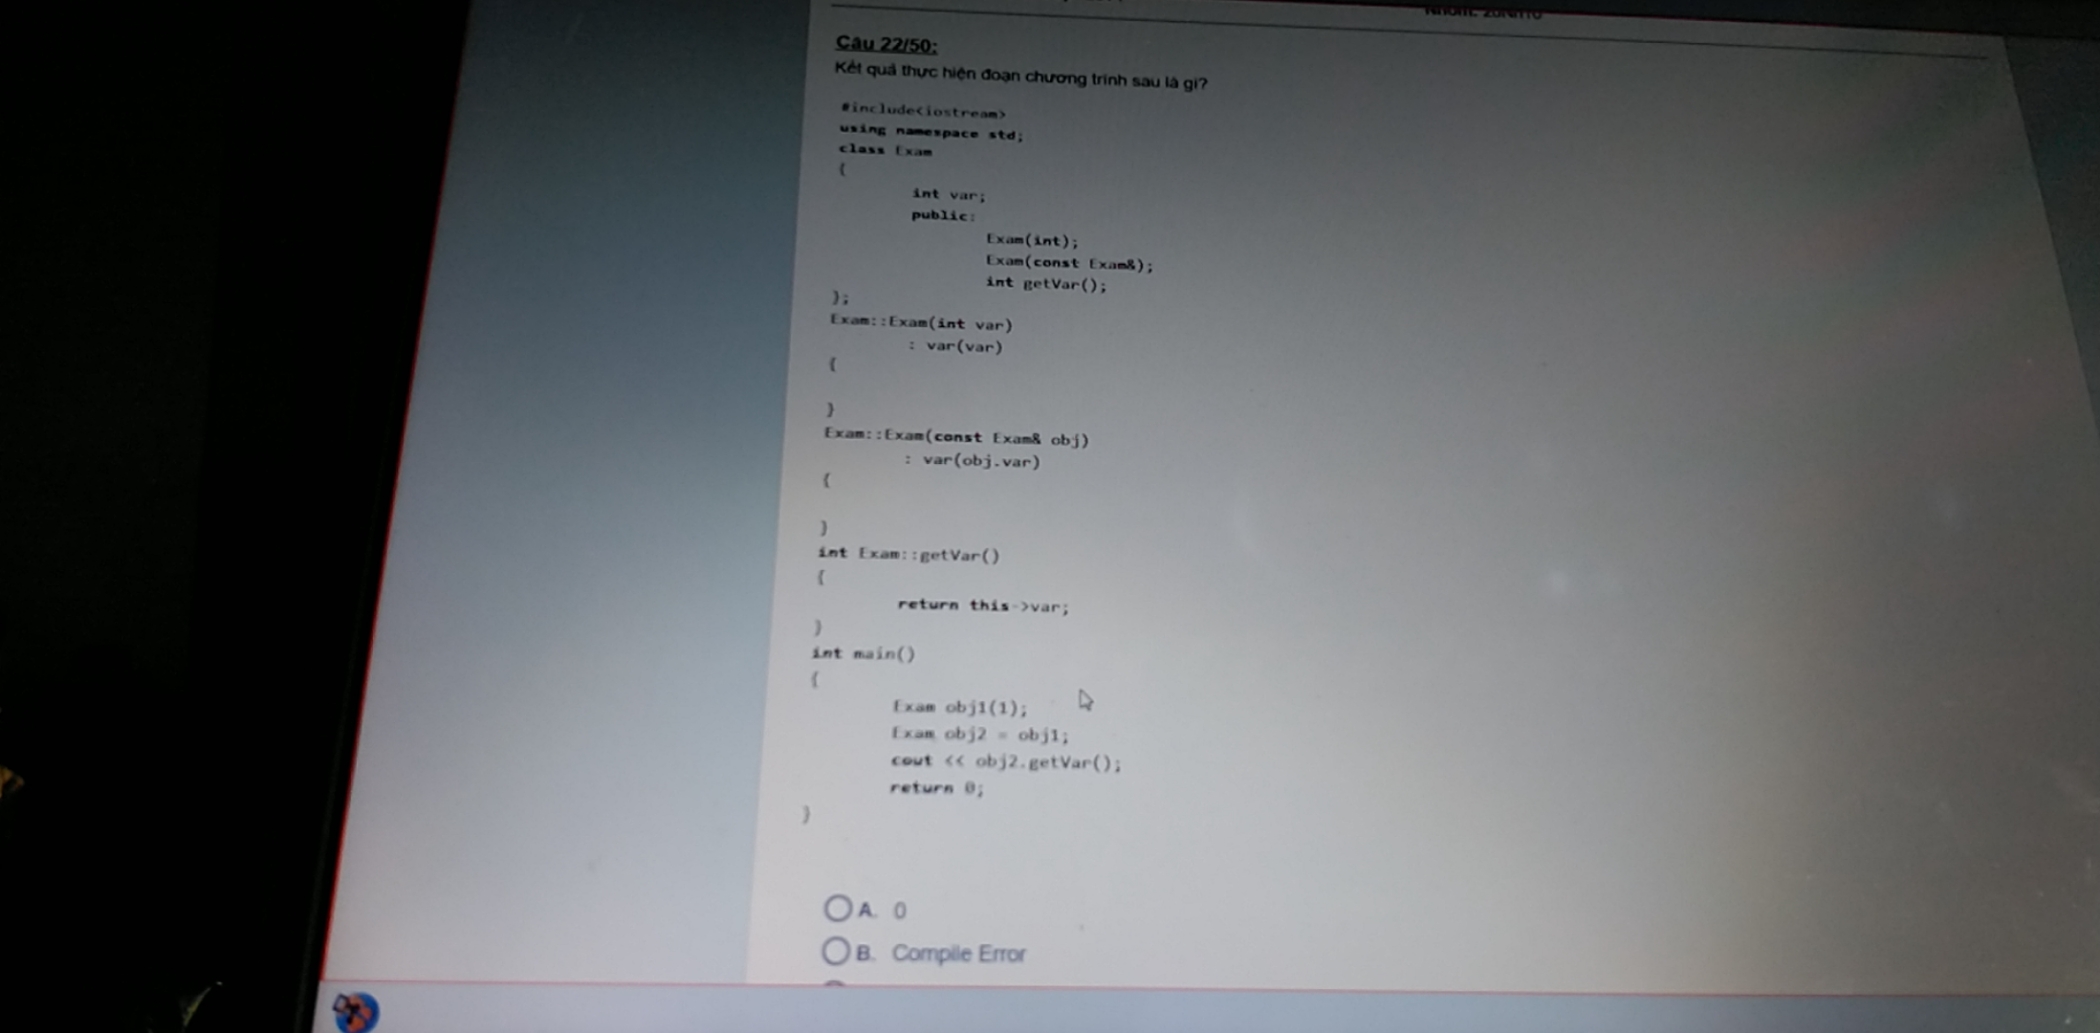 Câu 22/50:
Kết quả thực hiện đoạn chương trình sau là gì?
#include<iostream>
using namespace std;
class Exam
{
int var;
public:
Exam(int);
Exam(const Exam&);
int getVar();
};
Exam::Exam(int var)
: var(var)
{
}
Exam::Exam(const Exam& obj)
: var(obj.var)
{
}
int Exam::getVar()
{
return this->var;
}
int main()
{
Exam obj1(1);
Exam obj2 = obj1;
cout << obj2.getVar();
return 0;
}
A. 0
B. Compile Error